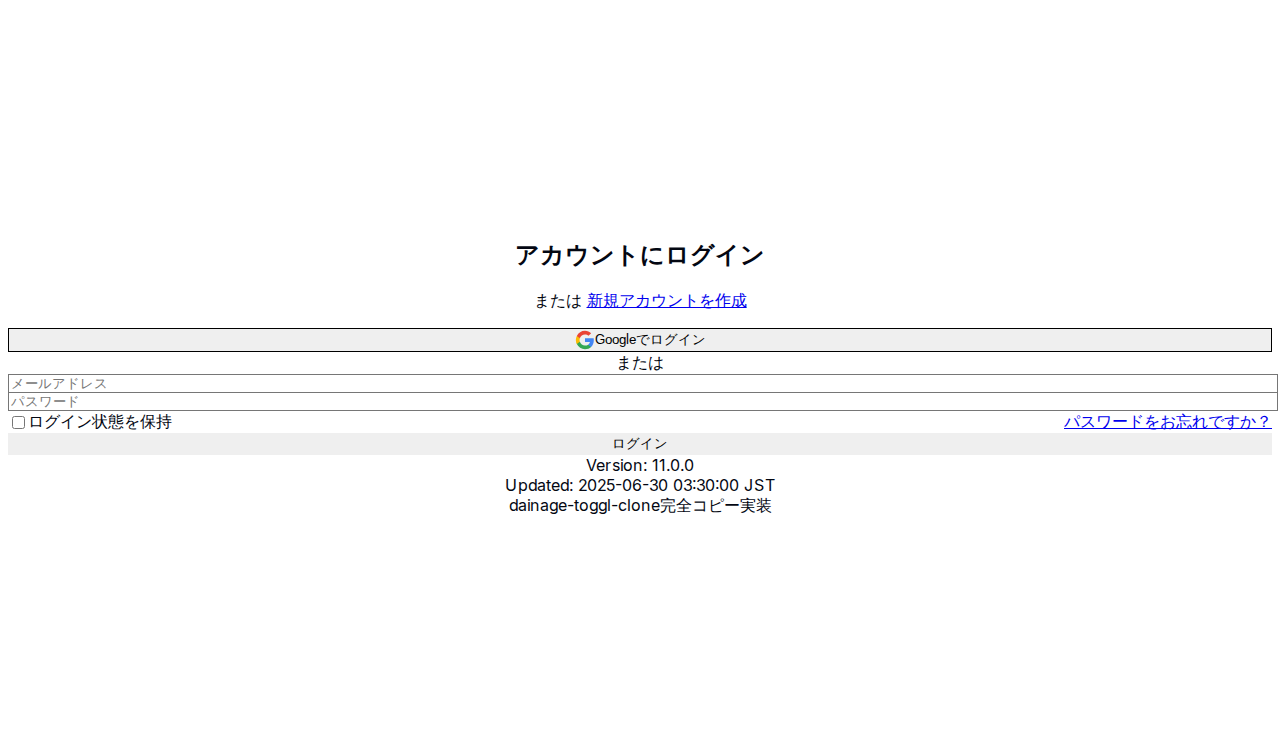 アカウントにログイン
または 新規アカウントを作成
Googleでログイン
または
メールアドレス
パスワード
ログイン状態を保持 パスワードをお忘れですか？
ログイン
Version: 11.0.0
Updated: 2025-06-30 03:30:00 JST
dainage-toggl-clone完全コピー実装